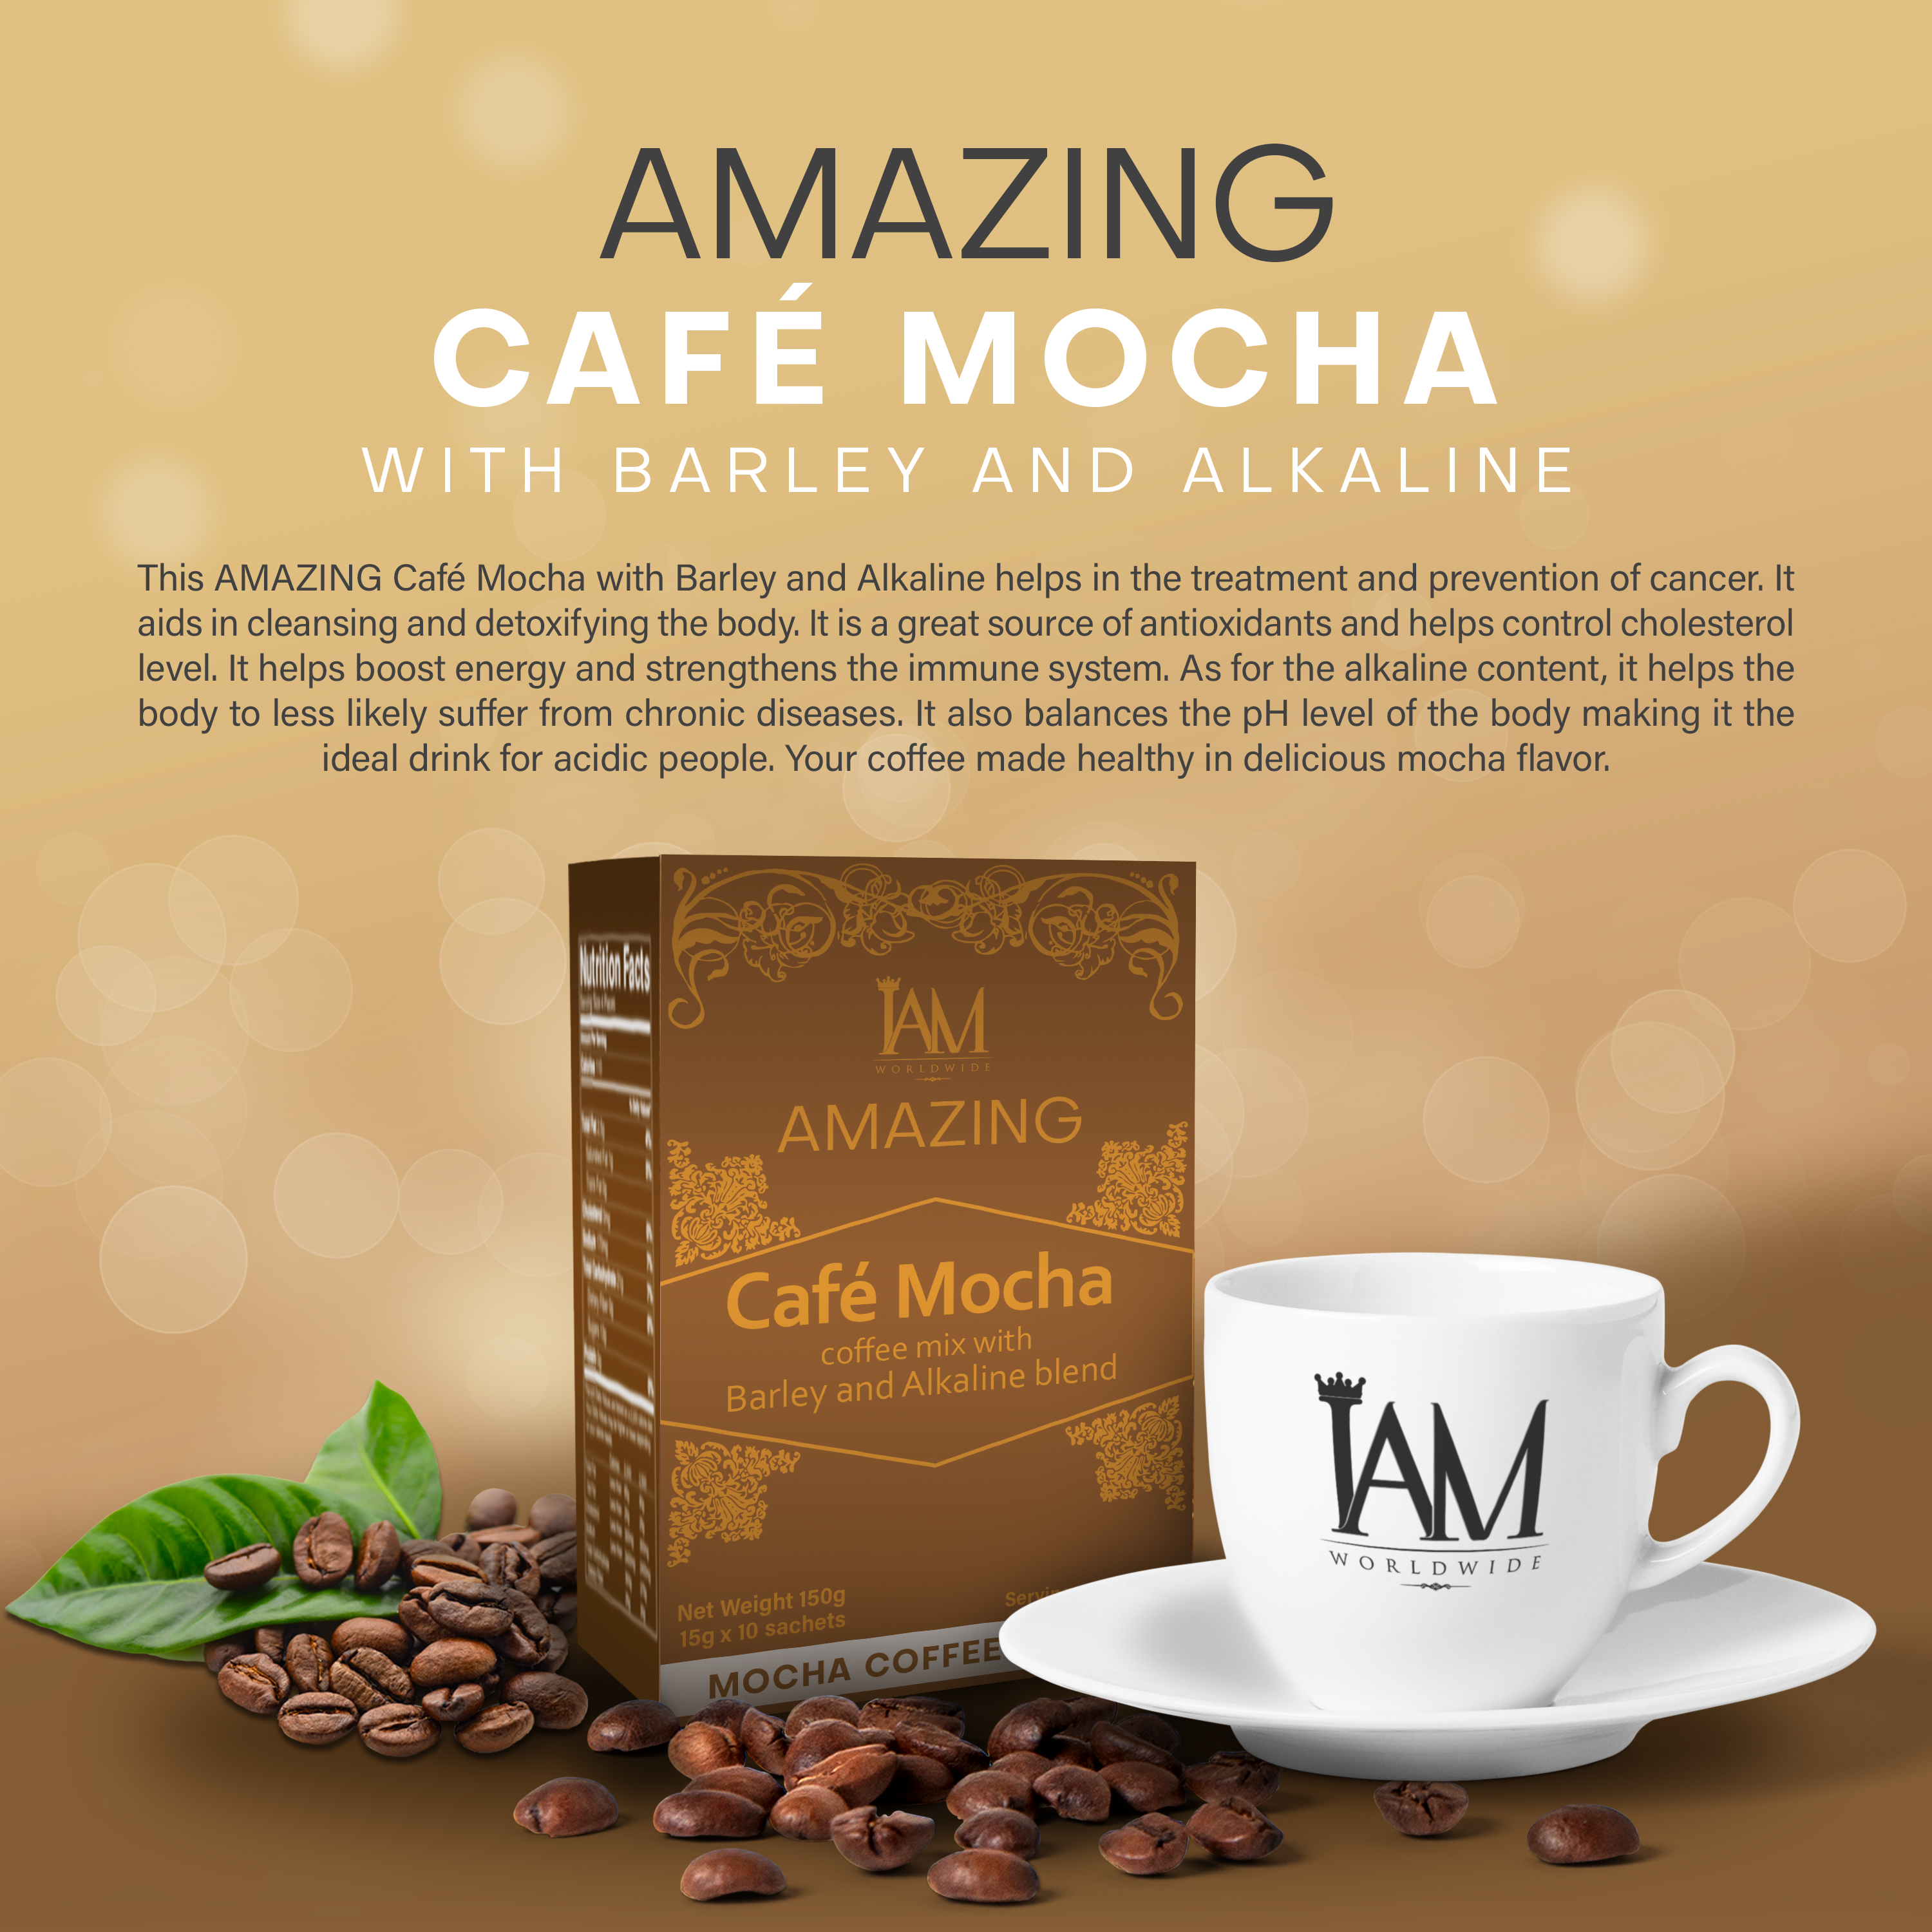 AMAZING
CAFÉ MOCHA
WITH BARLEY AND ALKALINE
This AMAZING Café Mocha with Barley and Alkaline helps in the treatment and prevention of cancer. It
aids in cleansing and detoxifying the body. It is a great source of antioxidants and helps control cholesterol
level. It helps boost energy and strengthens the immune system. As for the alkaline content, it helps the
body to less likely suffer from chronic diseases. It also balances the pH level of the body making it the
ideal drink for acidic people. Your coffee made healthy in delicious mocha flavor.
Nutrition Facts
IAM
WORLDWIDE
AMAZING
Café Mocha
coffee mix with
Barley and Alkaline blend
Net Weight 150g
15g x 10 sachets
MOCHA COFFEE
IAM
WORLDWIDE